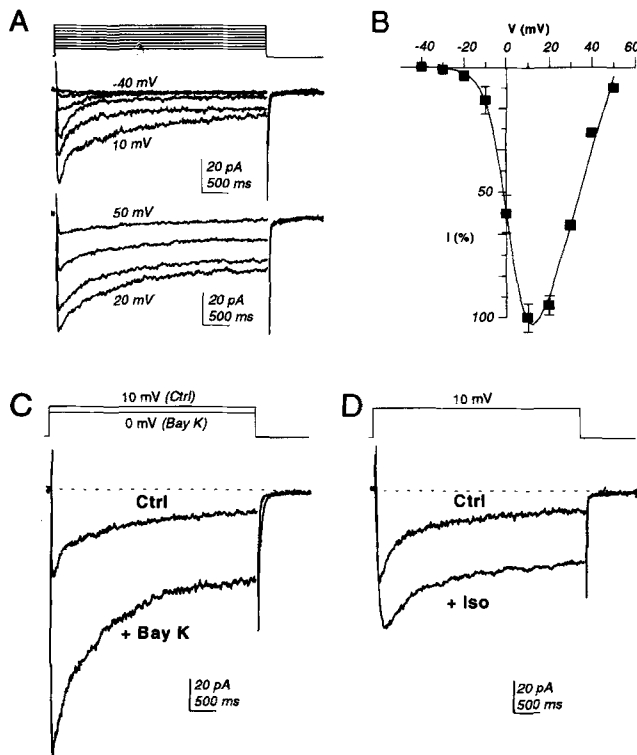 A
-40 mV
10 mV
20 pA
500 ms
50 mV
20 mV
20 pA
500 ms
B
V (mV)
-40 -20 0 20 40 60
50
I (%)
100
C
10 mV (Ctrl)
0 mV (Bay K)
Ctrl
+ Bay K
20 pA
500 ms
D
10 mV
Ctrl
+ Iso
20 pA
500 ms